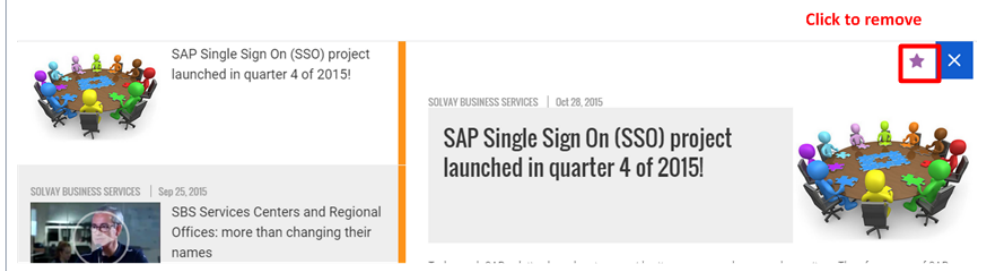 Click to remove
SAP Single Sign On (SSO) project
launched in quarter 4 of 2015!
SOLVAY BUSINESS SERVICES | Sep 25, 2015
SBS Services Centers and Regional
Offices: more than changing their
names
SOLVAY BUSINESS SERVICES | Oct 28, 2015
SAP Single Sign On (SSO) project
launched in quarter 4 of 2015!